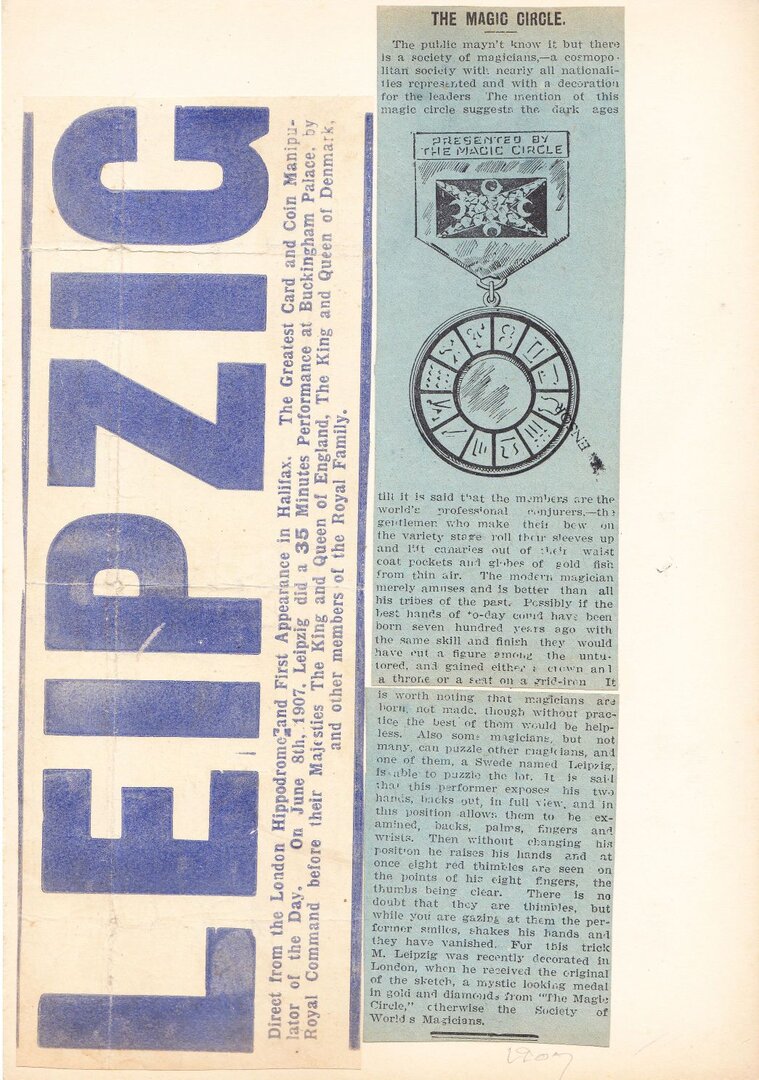 LEIPZIG
Direct from the London Hippodrome and First Appearance in Halifax. The Greatest Card and Coin Manipu-
lator of the Day. On June 8th, 1907, Leipzig did a 35 Minutes Performance at Buckingham Palace, by
Royal Command before their Majesties The King and Queen of England, The King and Queen of Denmark,
and other members of the Royal Family.
THE MAGIC CIRCLE.
The public mayn't know it but there
is a society of magicians,—a cosmopo-
litan society with nearly all nationali-
ties represented and with a decoration
for the leaders The mention of this
magic circle suggests the dark ages
PRESENTED BY
THE MAGIC CIRCLE
ENSOR
till it is said that the members are the
world's professional conjurers,—the
gentlemen who make their bow on
the variety stage roll their sleeves up
and lift canaries out of their waist
coat pockets and globes of gold fish
from thin air. The modern magician
merely amuses and is better than all
his tribes of the past. Possibly if the
best hands of to-day could have been
born seven hundred years ago with
the same skill and finish they would
have cut a figure among the untu-
tored, and gained either a crown and
a throne or a seat on a grid-iron It
is worth noting that magicians are
born, not made, though without prac-
tice the best of them would be help-
less. Also some magicians, but not
many, can puzzle other magicians, and
one of them, a Swede named Leipzig,
is able to puzzle the lot. It is said
that this performer exposes his two
hands, backs out, in full view, and in
this position allows them to be ex-
amined, backs, palms, fingers and
wrists. Then without changing his
position he raises his hands and at
once eight red thimbles are seen on
the points of his eight fingers, the
thumbs being clear. There is no
doubt that they are thimbles, but
while you are gazing at them the per-
former smiles, shakes his hands and
they have vanished. For this trick
M. Leipzig was recently decorated in
London, when he received the original
of the sketch, a mystic looking medal
in gold and diamonds from "The Magic
Circle," otherwise the Society of
World's Magicians.
1907